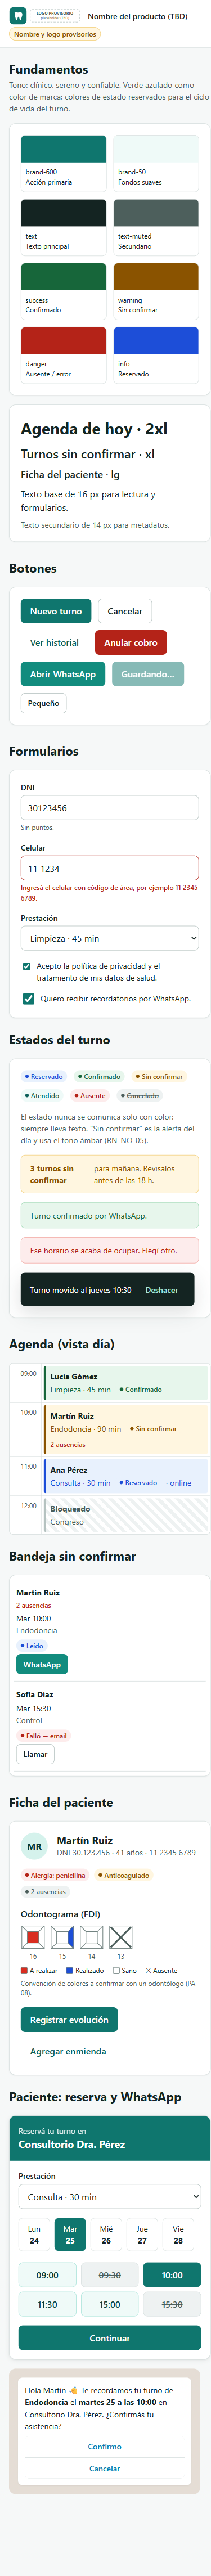 LOGO PROVISORIO
Nombre del producto (TBD)
Nombre y logo provisorios
Fundamentos
Tono: clínico, sereno y confiable. Verde azulado como
color de marca; colores de estado reservados para el ciclo
de vida del turno.
brand-600
Acción primaria
brand-50
Fondos suaves
text
Texto principal
text-muted
Secundario
success
Confirmado
warning
Sin confirmar
danger
Ausente / error
info
Reservado
Agenda de hoy · 2xl
Turnos sin confirmar · xl
Ficha del paciente · lg
Texto base de 16 px para lectura y
formularios.
Texto secundario de 14 px para metadatos.
Botones
Nuevo turno
Cancelar
Ver historial
Anular cobro
Abrir WhatsApp
Guardando...
Pequeño
Formularios
DNI
30123456
Sin puntos.
Celular
11 1234
Ingresá el celular con código de área, por ejemplo 11 2345
6789.
Prestación
Limpieza · 45 min
Acepto la política de privacidad y el
tratamiento de mis datos de salud.
Quiero recibir recordatorios por WhatsApp.
Estados del turno
Reservado
Confirmado
Sin confirmar
Atendido
Ausente
Cancelado
El estado nunca se comunica solo con color:
siempre lleva texto. "Sin confirmar" es la alerta del
día y usa el tono ámbar (RN-NO-05).
3 turnos sin
confirmar
para mañana. Revisalos
antes de las 18 h.
Turno confirmado por WhatsApp.
Ese horario se acaba de ocupar. Elegí otro.
Turno movido al jueves 10:30
Deshacer
Agenda (vista día)
09:00
Lucía Gómez
Limpieza · 45 min
Confirmado
10:00
Martín Ruiz
Endodoncia · 90 min
Sin confirmar
2 ausencias
11:00
Ana Pérez
Consulta · 30 min
Reservado
· online
12:00
Bloqueado
Congreso
Bandeja sin confirmar
Martín Ruiz
2 ausencias
Mar 10:00
Endodoncia
Leído
WhatsApp
Sofía Díaz
Mar 15:30
Control
Falló → email
Llamar
Ficha del paciente
MR
Martín Ruiz
DNI 30.123.456 · 41 años · 11 2345 6789
Alergia: penicilina
Anticoagulado
2 ausencias
Odontograma (FDI)
16
15
14
13
A realizar
Realizado
Sano
Ausente
Convención de colores a confirmar con un odontólogo (PA-
08).
Registrar evolución
Agregar enmienda
Paciente: reserva y WhatsApp
Reservá tu turno en
Consultorio Dra. Pérez
Prestación
Consulta · 30 min
Lun
24
Mar
25
Mié
26
Jue
27
Vie
28
09:00
09:30
10:00
11:30
15:00
15:30
Continuar
Hola Martín 👋 Te recordamos tu turno de
Endodoncia el martes 25 a las 10:00 en
Consultorio Dra. Pérez. ¿Confirmás tu
asistencia?
Confirmo
Cancelar